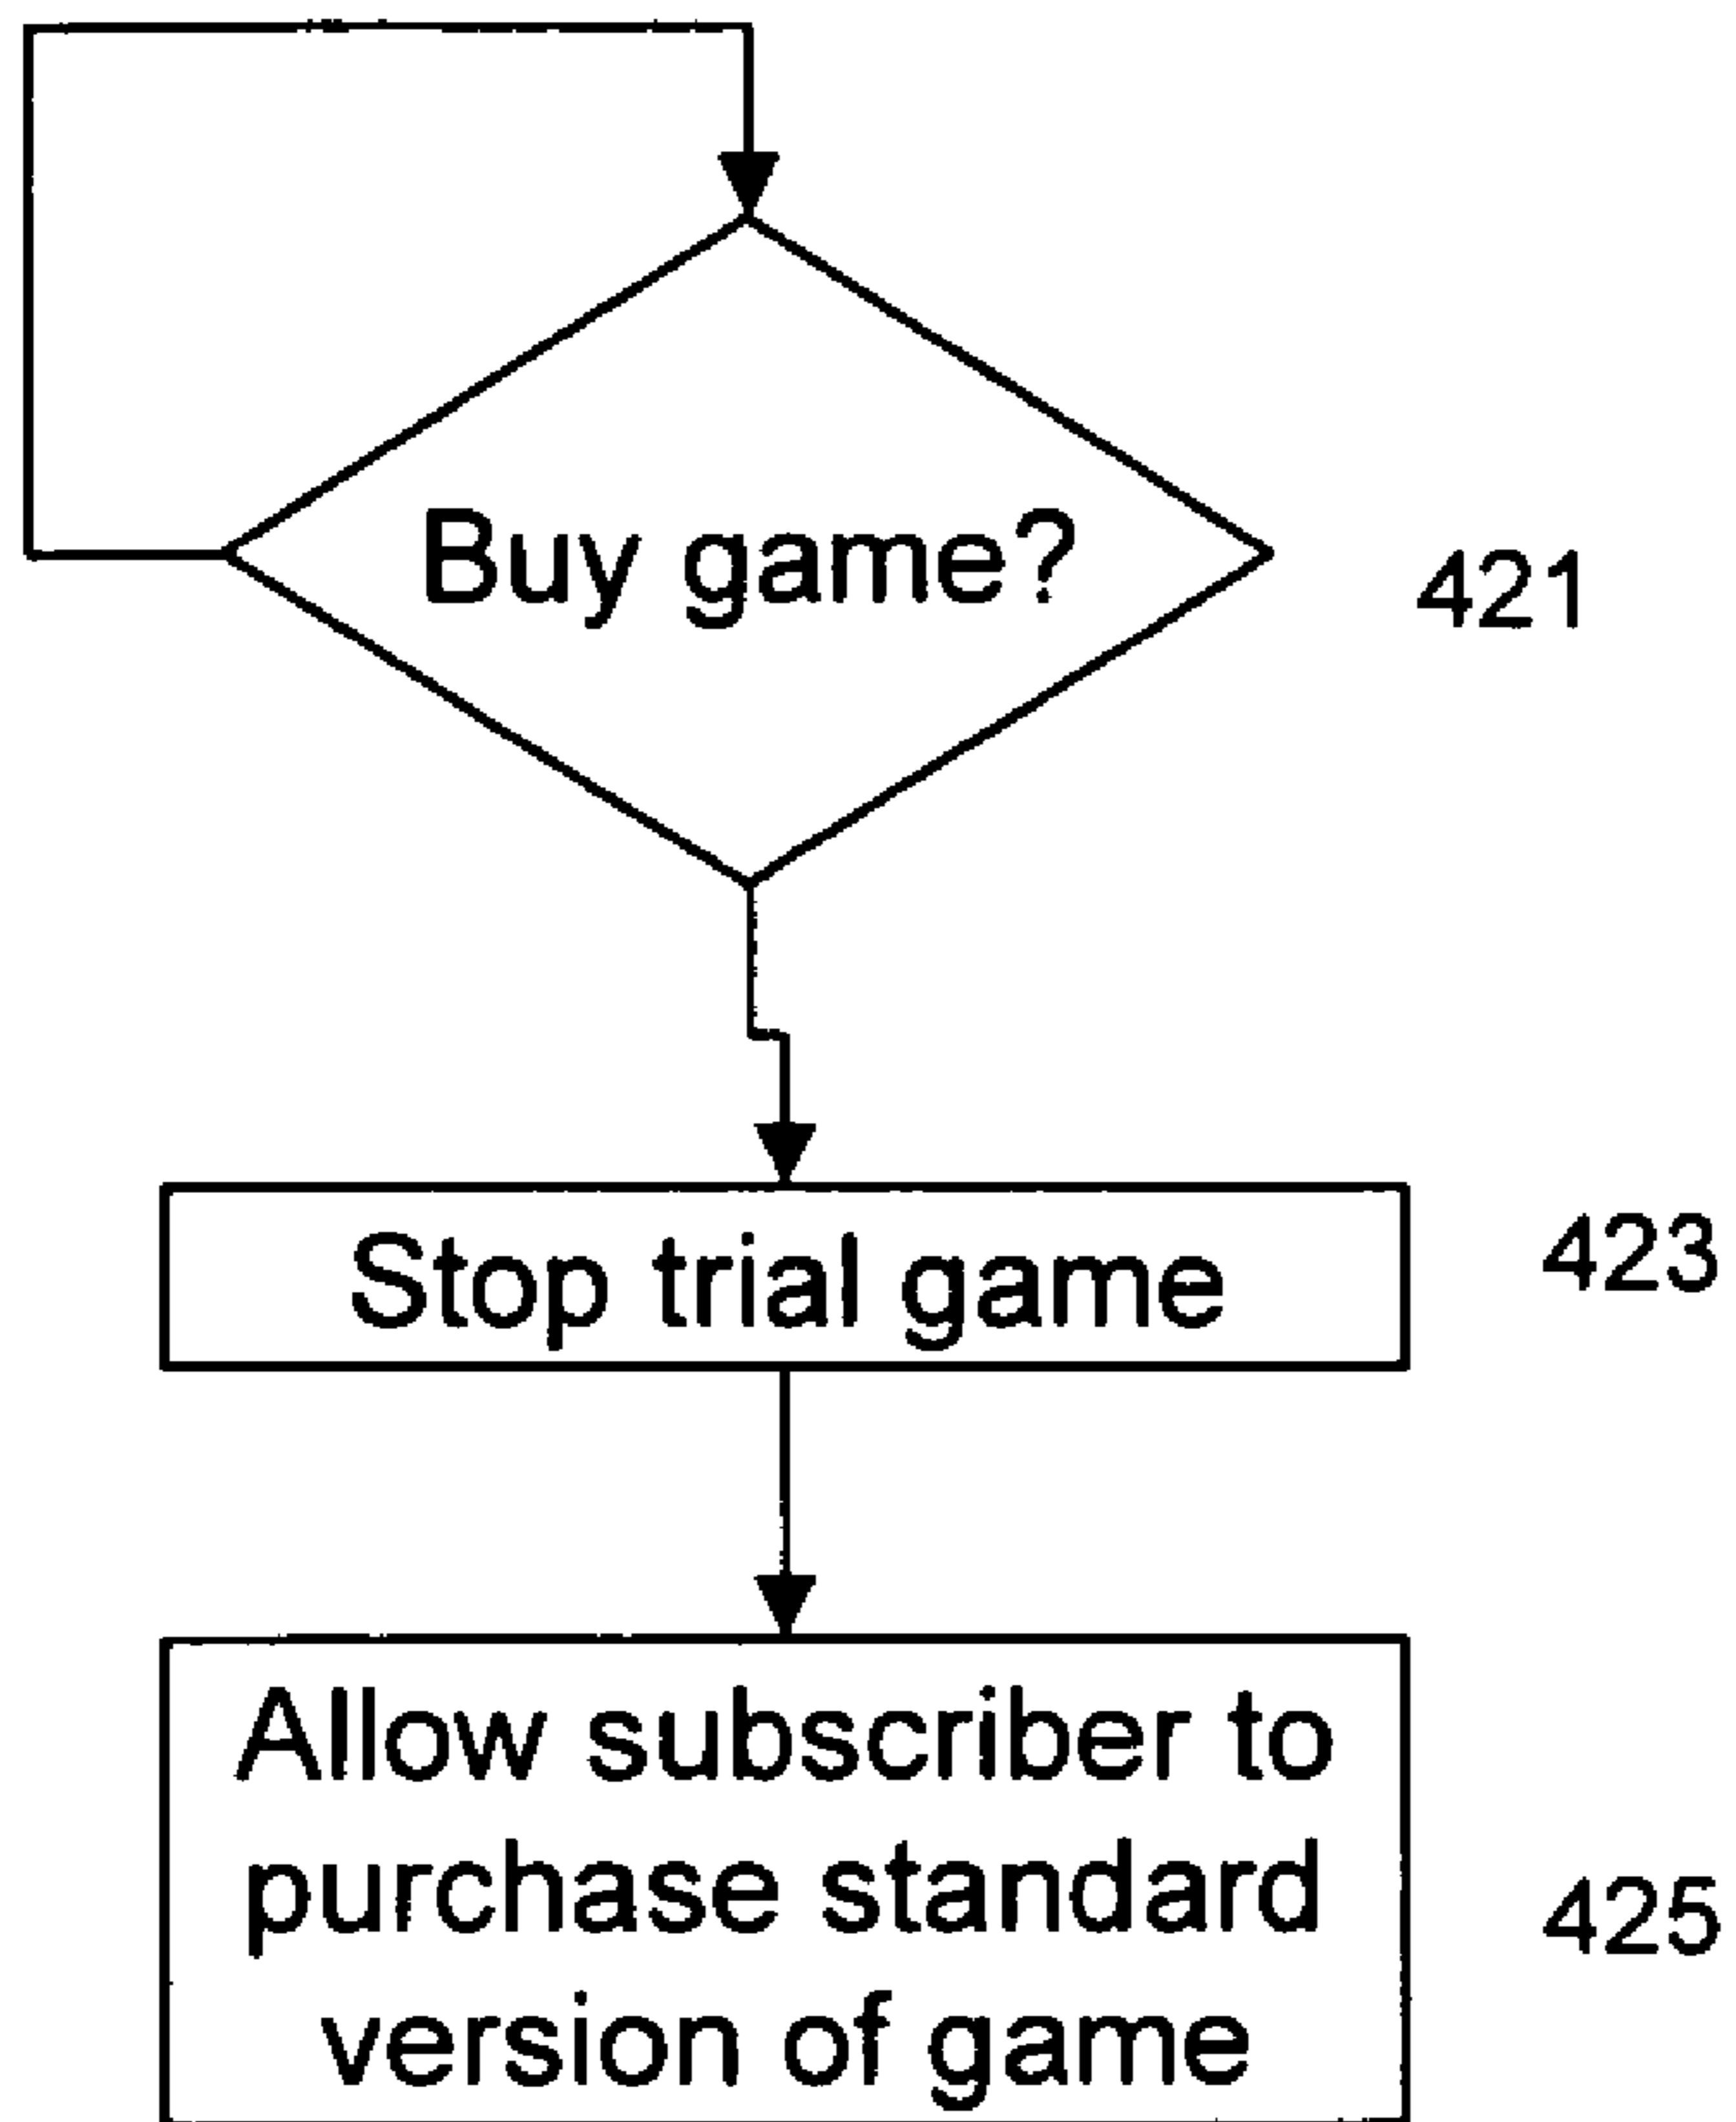 Buy game?
421
Stop trial game
423
Allow subscriber to
purchase standard
version of game
425